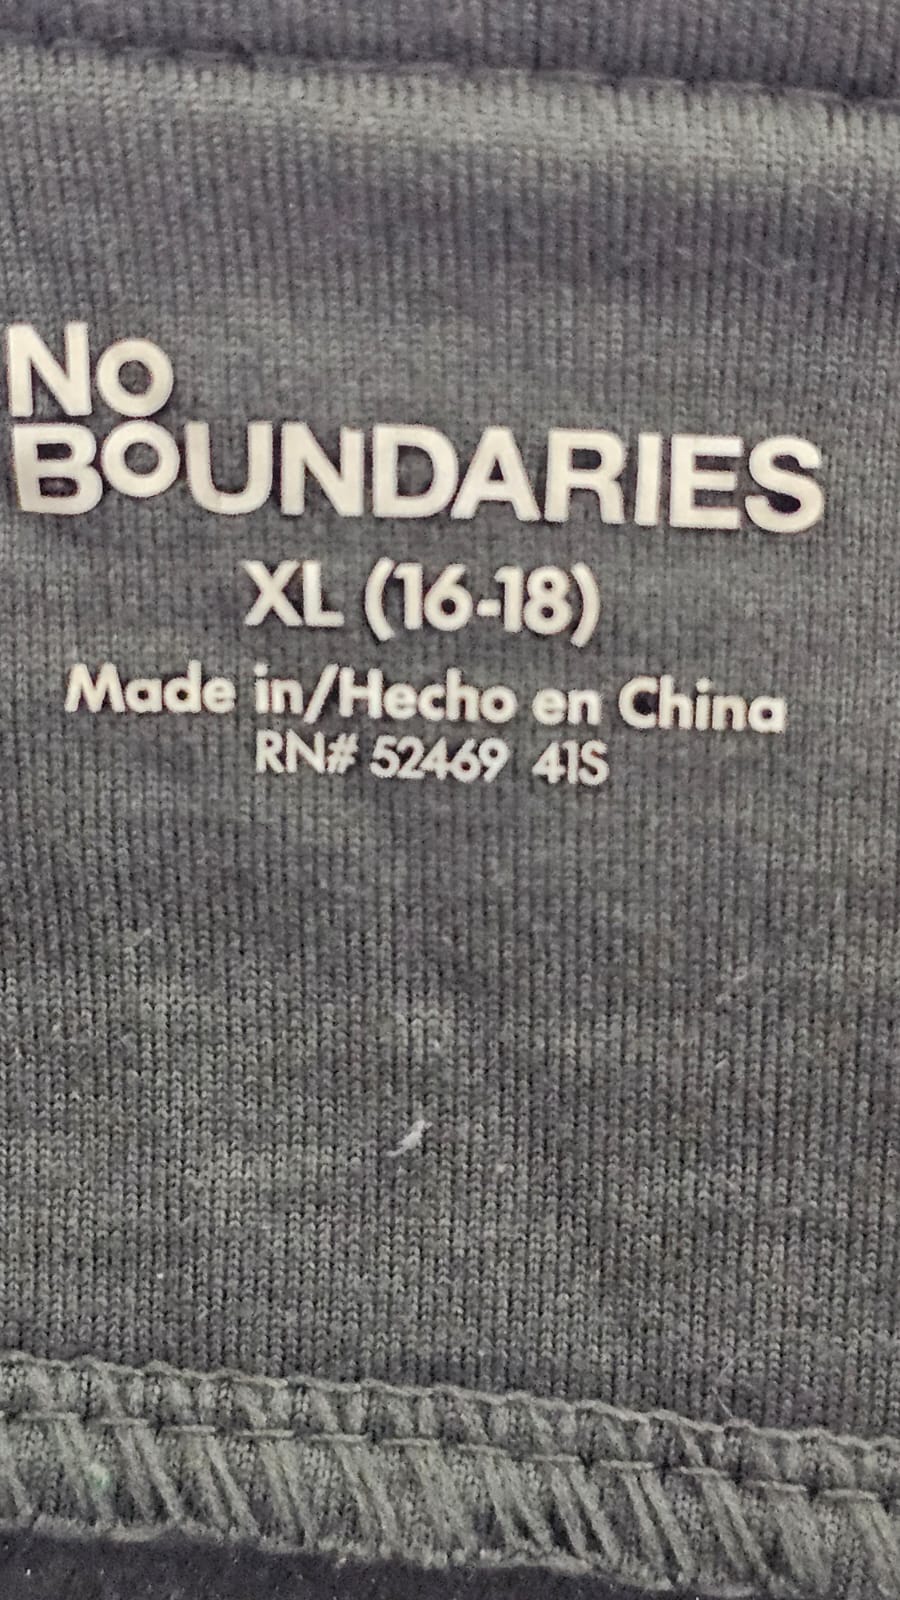 No
BoUNDARIES
XL (16-18)
Made in/Hecho en China
RN# 52469 41S